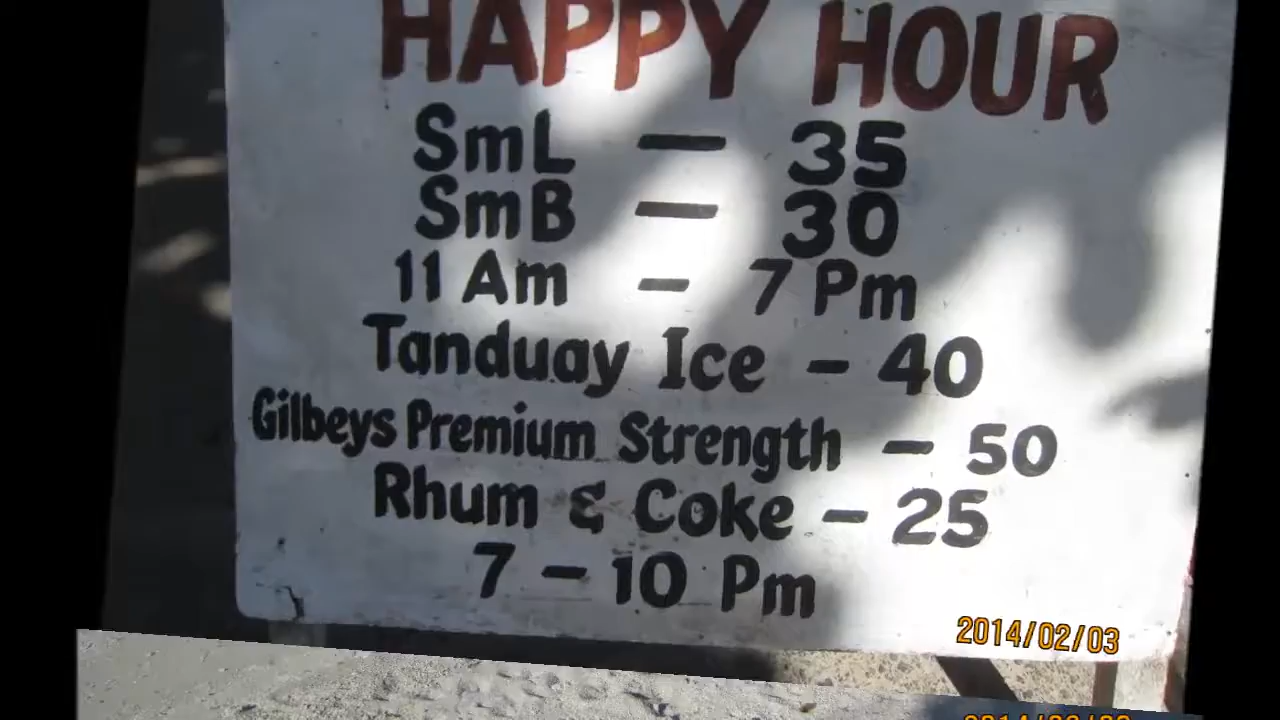 HAPPY HOUR
SmL — 35
SmB — 30
11 Am - 7 Pm
Tanduay Ice - 40
Gilbeys Premium Strength - 50
Rhum & Coke - 25
7 - 10 Pm
2014/02/03